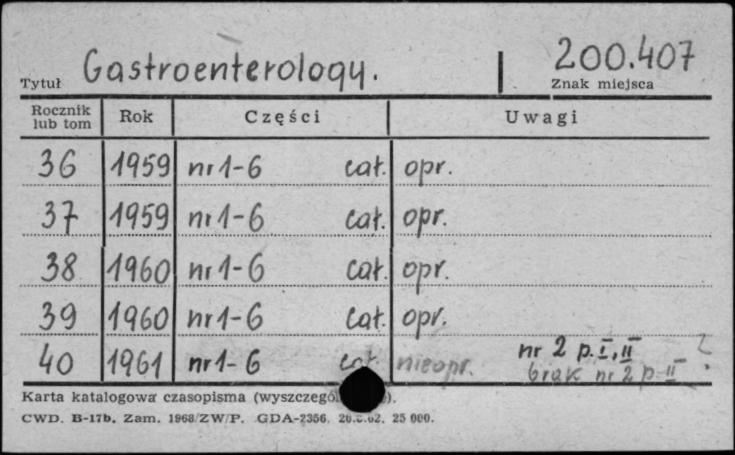 Tytuł Gastroenterology. 200.407
Znak miejsca
Rocznik lub tom Rok Części Uwagi
36 1959 nr 1-6 cał. opr.
37 1959 nr 1-6 cał. opr.
38 1960 nr 1-6 cał. opr.
39 1960 nr 1-6 cał. opr.
40 1961 nr 1-6 cał. nieopr. nr 2 p. I, II ?
brak nr 2 p II
Karta katalogowa czasopisma
CWD. B-17b. Zam. 1968/ZW/P. GDA-2356. 25 000.